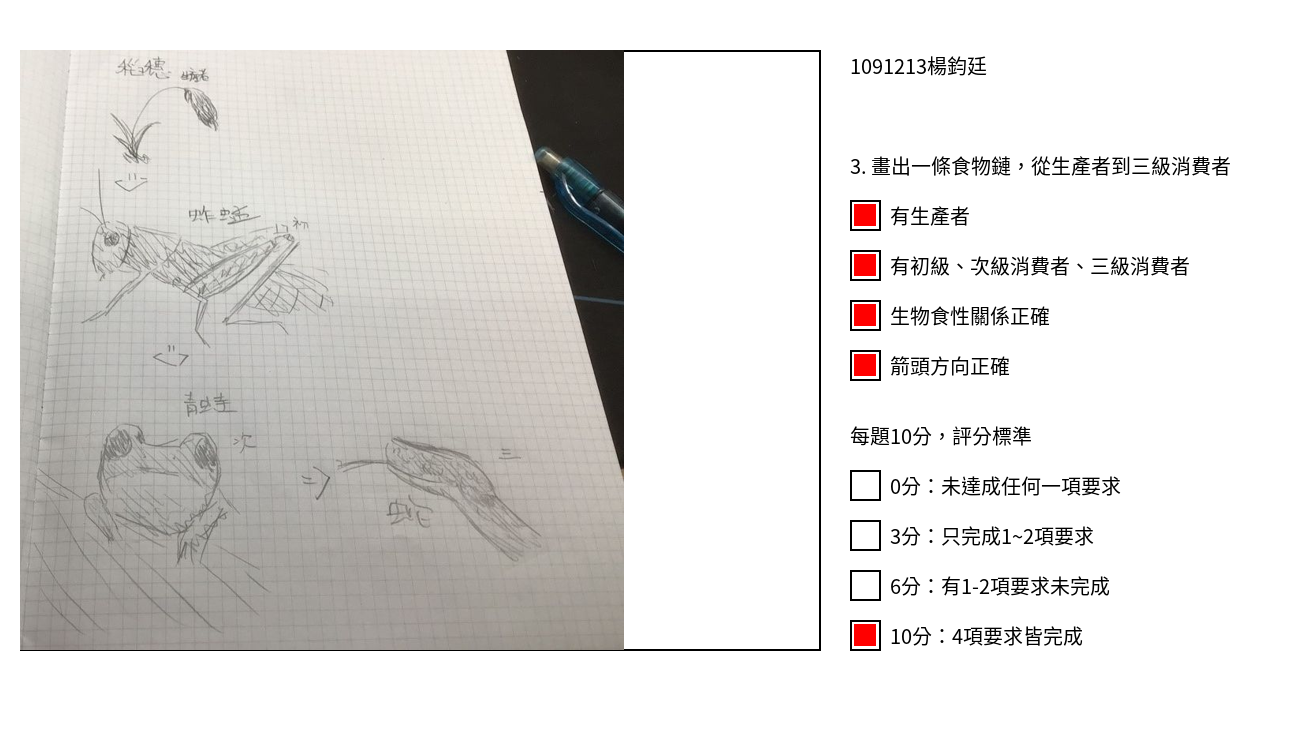 稻穗 生產者
蚱蜢
初
青蛙
次
三
蛇
1091213楊鈞廷
3. 畫出一條食物鏈，從生產者到三級消費者
有生產者
有初級、次級消費者、三級消費者
生物食性關係正確
箭頭方向正確
每題10分，評分標準
0分：未達成任何一項要求
3分：只完成1~2項要求
6分：有1-2項要求未完成
10分：4項要求皆完成